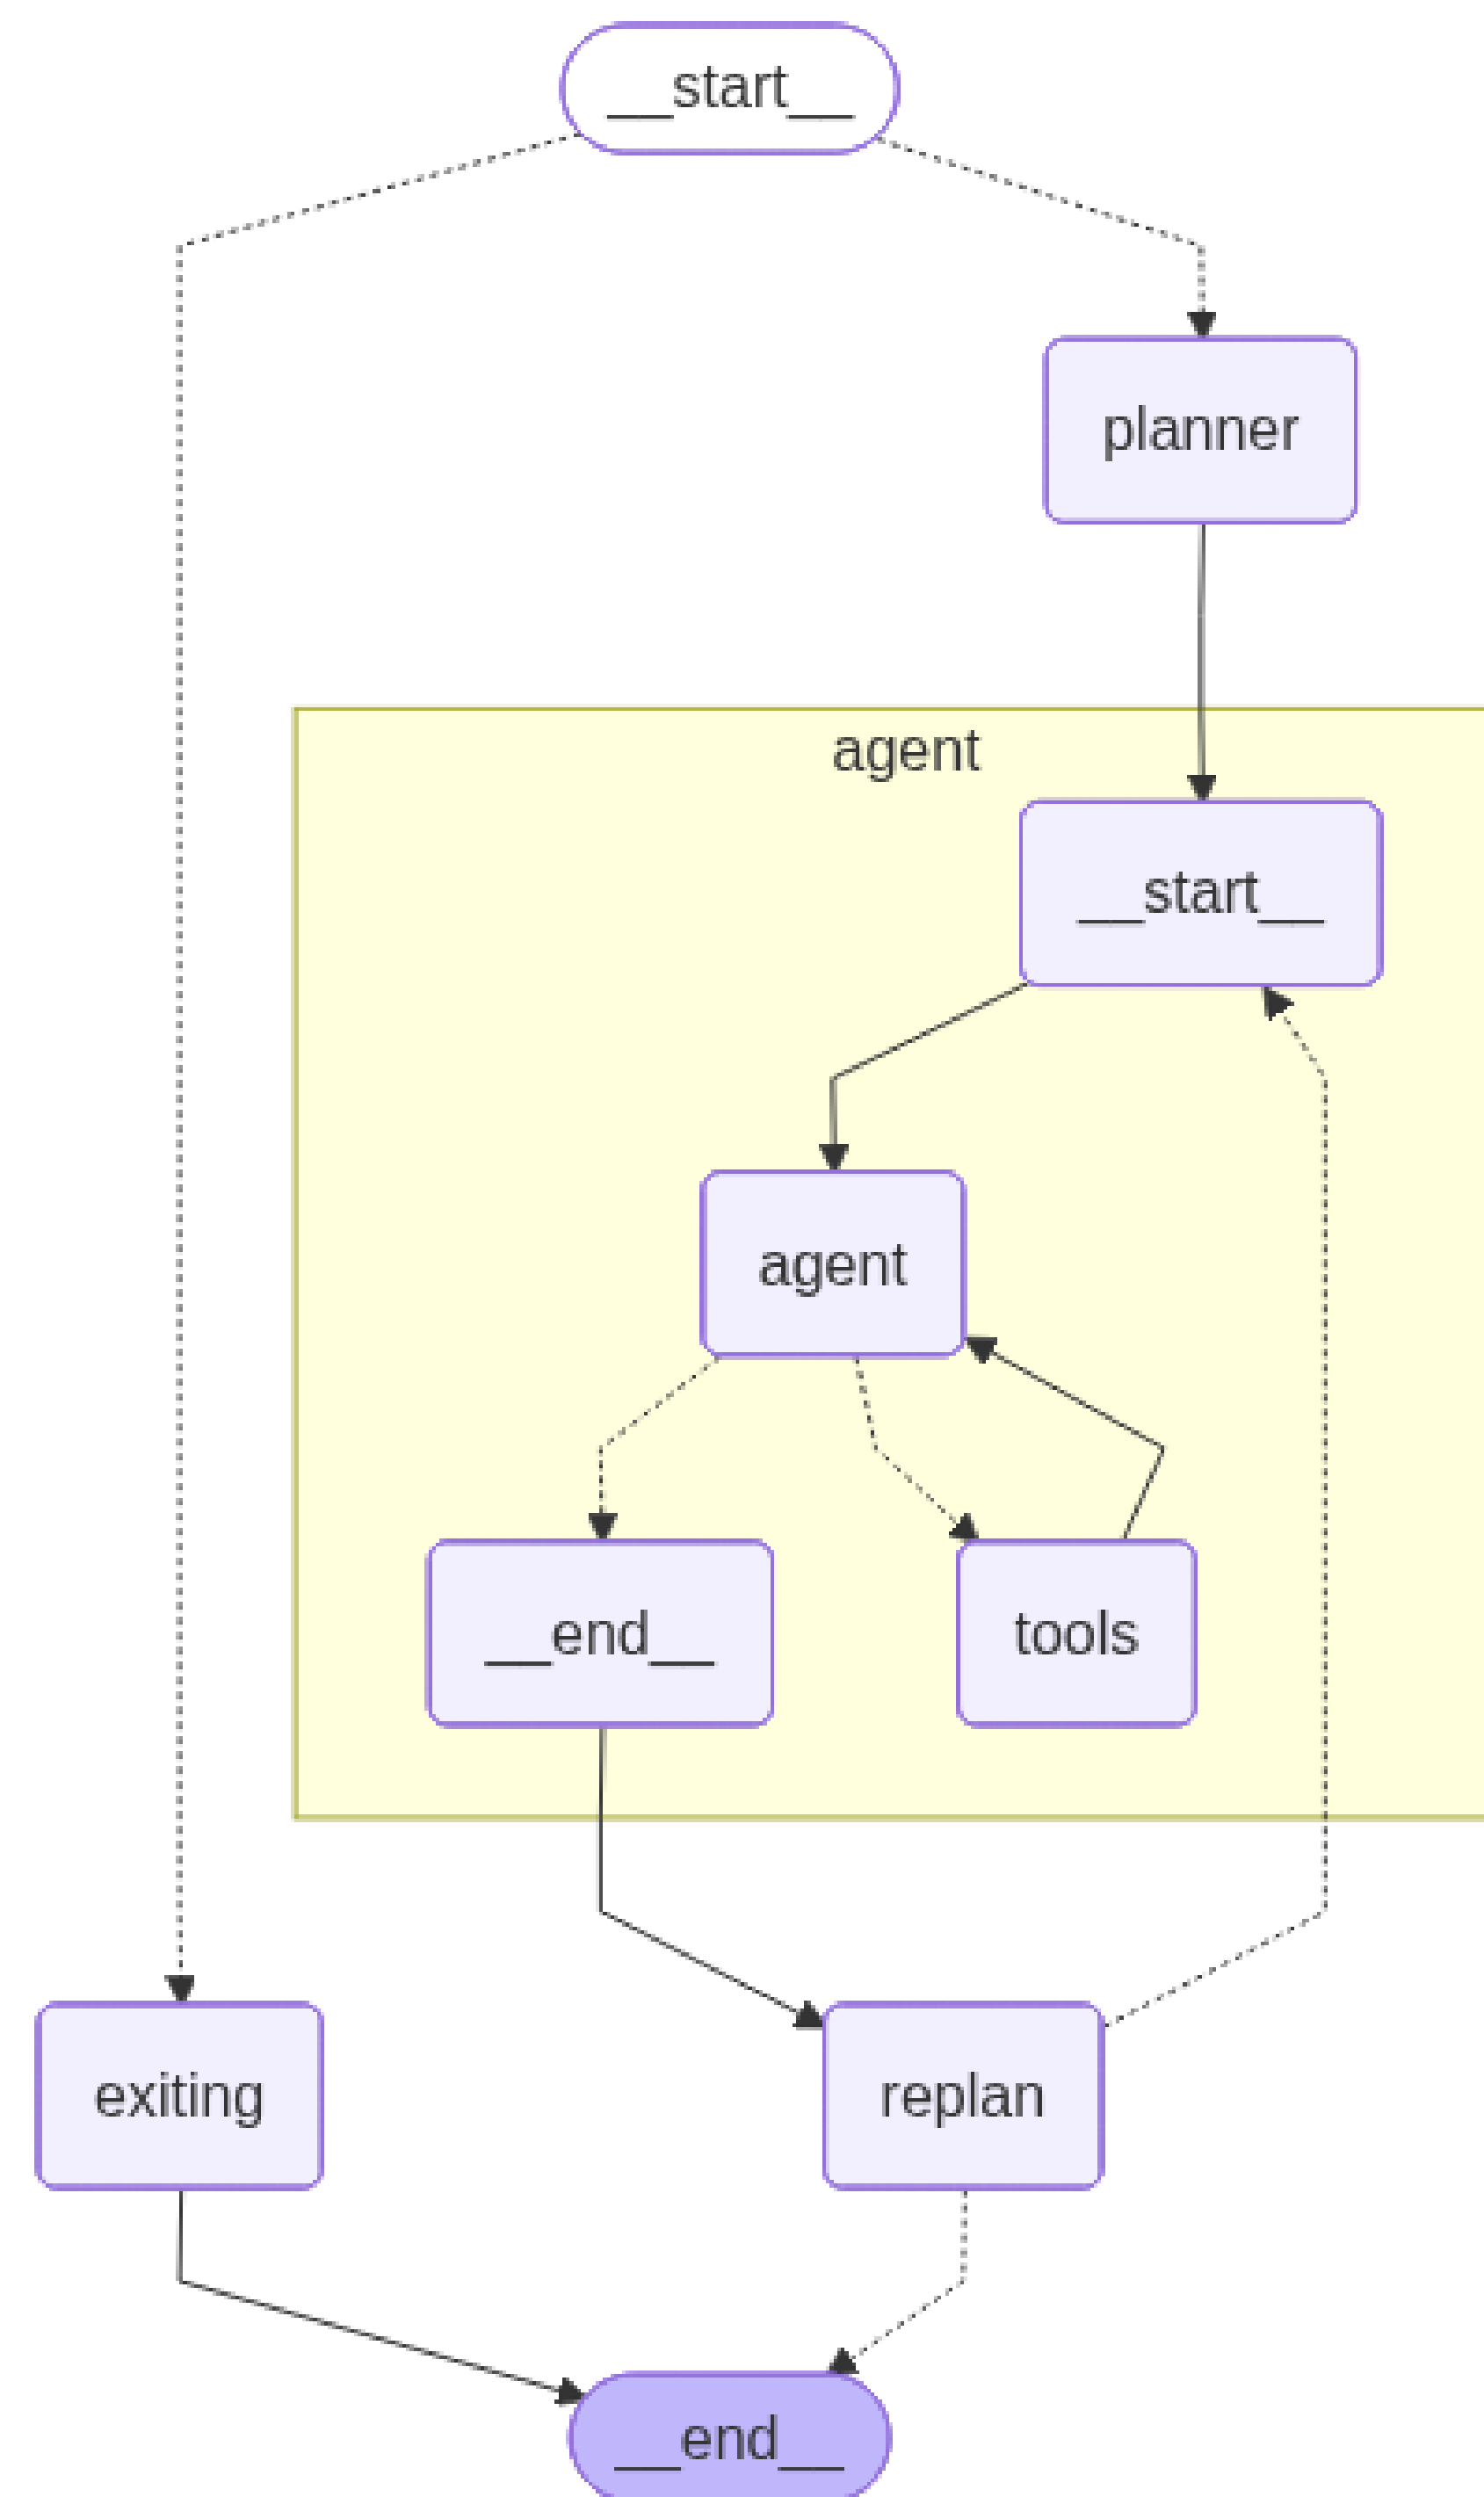 __start__
planner
agent
__start__
agent
__end__
tools
exiting
replan
__end__